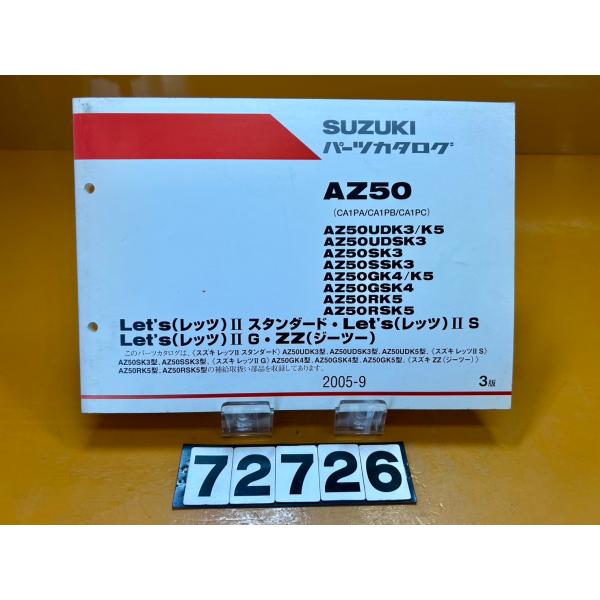 SUZUKI
パーツカタログ
AZ50
(CA1PA/CA1PB/CA1PC)
AZ50UDK3/K5
AZ50UDSK3
AZ50SK3
AZ50SSK3
AZ50GK4/K5
AZ50GSK4
AZ50RK5
AZ50RSK5
Let's(レッツ)II スタンダード・Let's(レッツ)II S
Let's(レッツ)II G・ZZ(ジーツー)
このパーツカタログは、《スズキ レッツII スタンダード》AZ50UDK3型、AZ50UDSK3型、AZ50UDK5型、《スズキ レッツII S》
AZ50SK3型、AZ50SSK3型、《スズキ レッツII G》AZ50GK4型、AZ50GSK4型、AZ50GK5型、《スズキ ZZ(ジーツー)》
AZ50RK5型、AZ50RSK5型の補給取扱い部品を収録してあります。
2005-9
3版
72726